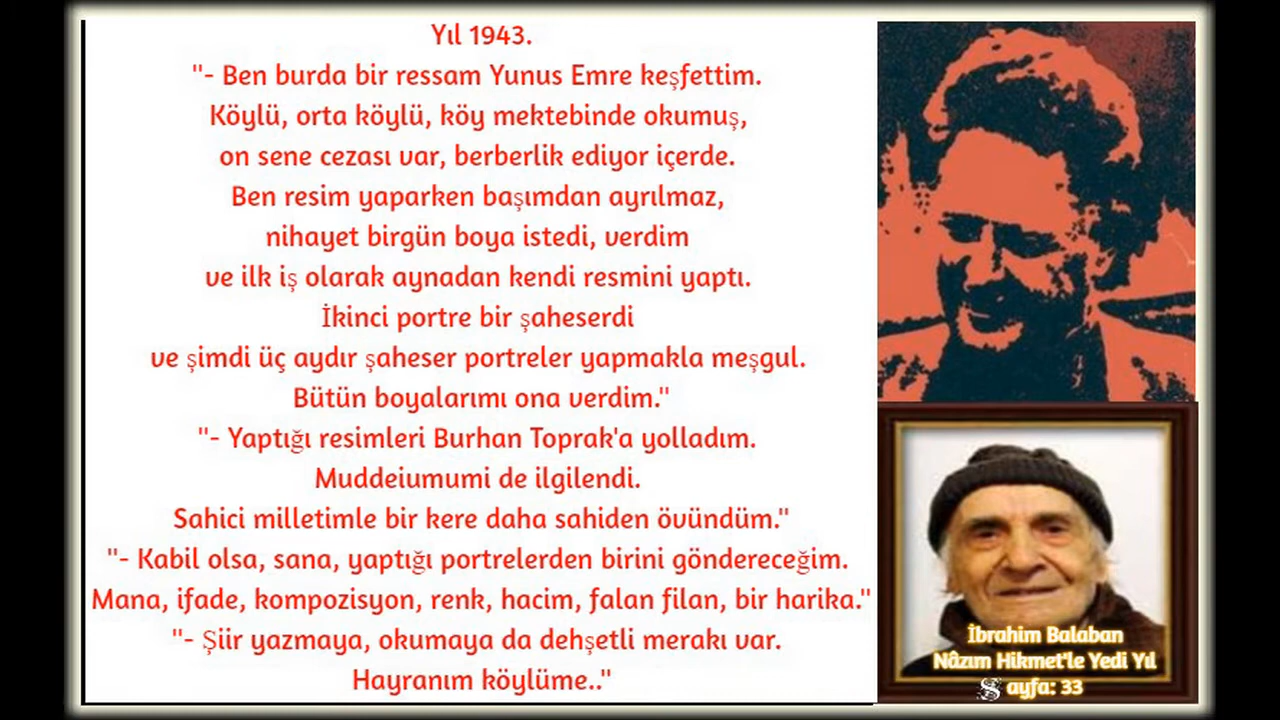 Yıl 1943.
"- Ben burda bir ressam Yunus Emre keşfettim.
Köylü, orta köylü, köy mektebinde okumuş,
on sene cezası var, berberlik ediyor içerde.
Ben resim yaparken başımdan ayrılmaz,
nihayet birgün boya istedi, verdim
ve ilk iş olarak aynadan kendi resmini yaptı.
İkinci portre bir şaheserdi
ve şimdi üç aydır şaheser portreler yapmakla meşgul.
Bütün boyalarımı ona verdim."
"- Yaptığı resimleri Burhan Toprak'a yolladım.
Muddeiumumi de ilgilendi.
Sahici milletimle bir kere daha sahiden övündüm."
"- Kabil olsa, sana, yaptığı portrelerden birini göndereceğim.
Mana, ifade, kompozisyon, renk, hacim, falan filan, bir harika."
"- Şiir yazmaya, okumaya da dehşetli merakı var.
Hayranım köylüme.."
İbrahim Balaban
Nâzım Hikmet'le Yedi Yıl
Sayfa: 33